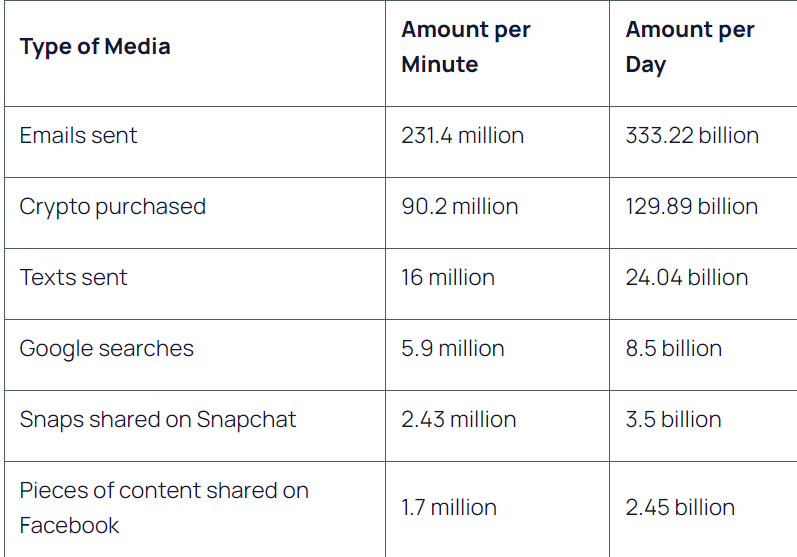 Type of Media
Amount per
Minute
Amount per
Day
Emails sent
231.4 million
333.22 billion
Crypto purchased
90.2 million
129.89 billion
Texts sent
16 million
24.04 billion
Google searches
5.9 million
8.5 billion
Snaps shared on Snapchat
2.43 million
3.5 billion
Pieces of content shared on
Facebook
1.7 million
2.45 billion